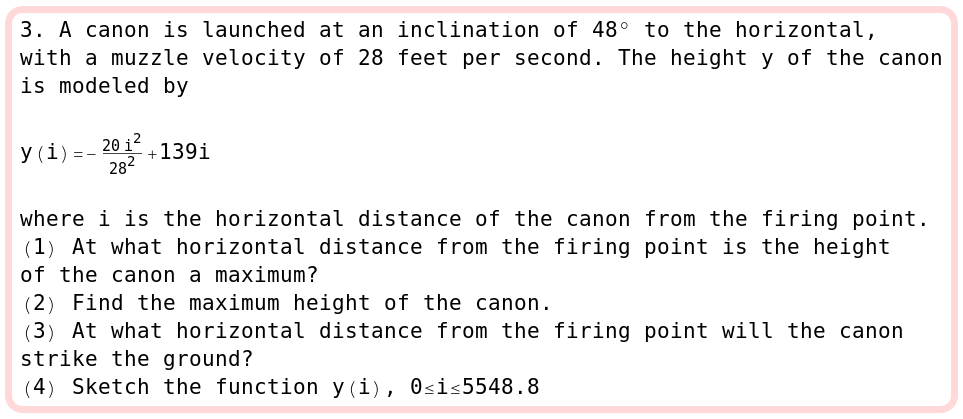 3. A canon is launched at an inclination of 48° to the horizontal,
with a muzzle velocity of 28 feet per second. The height y of the canon
is modeled by
y(i)=-\frac{20 i^2}{28^2}+139i
where i is the horizontal distance of the canon from the firing point.
(1) At what horizontal distance from the firing point is the height
of the canon a maximum?
(2) Find the maximum height of the canon.
(3) At what horizontal distance from the firing point will the canon
strike the ground?
(4) Sketch the function y(i), 0≤i≤5548.8